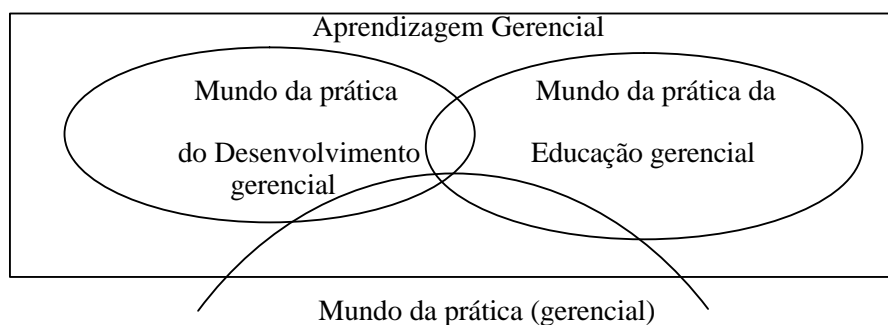 Aprendizagem Gerencial
Mundo da prática
do Desenvolvimento
gerencial
Mundo da prática da
Educação gerencial
Mundo da prática (gerencial)